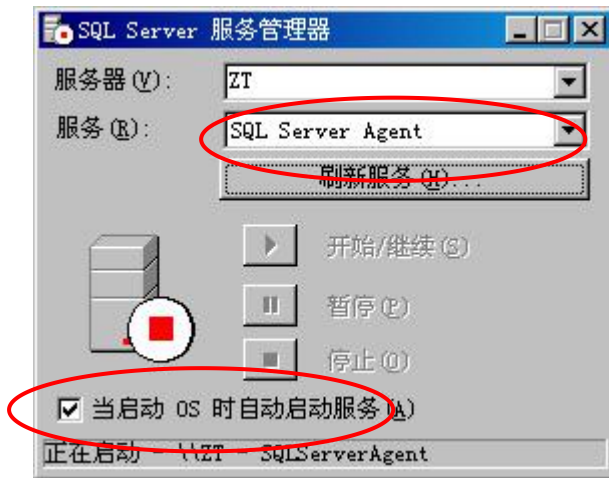 SQL Server 服务管理器
服务器(V): ZT
服务(R): SQL Server Agent
刷新服务(H)...
开始/继续(S)
暂停(P)
停止(O)
当启动 OS 时自动启动服务(A)
正在启动 - \\ZT - SQLServerAgent